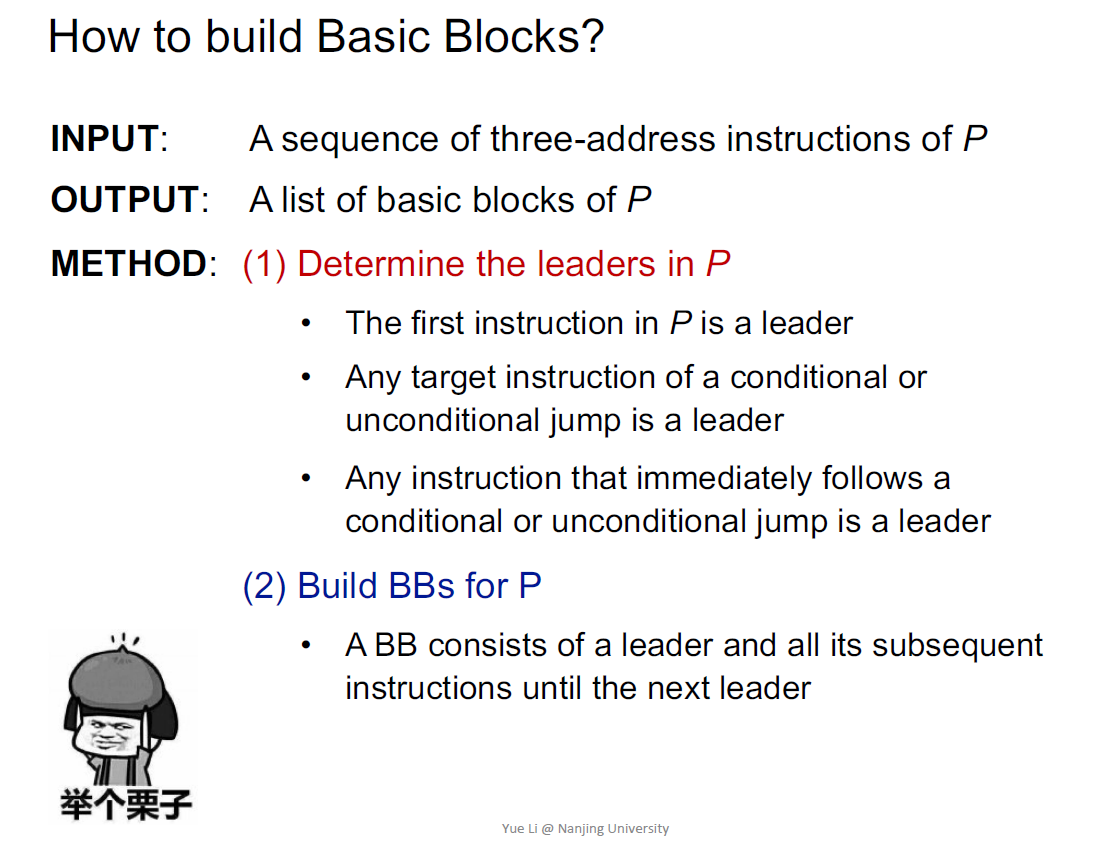 How to build Basic Blocks?
INPUT: A sequence of three-address instructions of P
OUTPUT: A list of basic blocks of P
METHOD: (1) Determine the leaders in P
• The first instruction in P is a leader
• Any target instruction of a conditional or
unconditional jump is a leader
• Any instruction that immediately follows a
conditional or unconditional jump is a leader
(2) Build BBs for P
• A BB consists of a leader and all its subsequent
instructions until the next leader
举个栗子
Yue Li @ Nanjing University